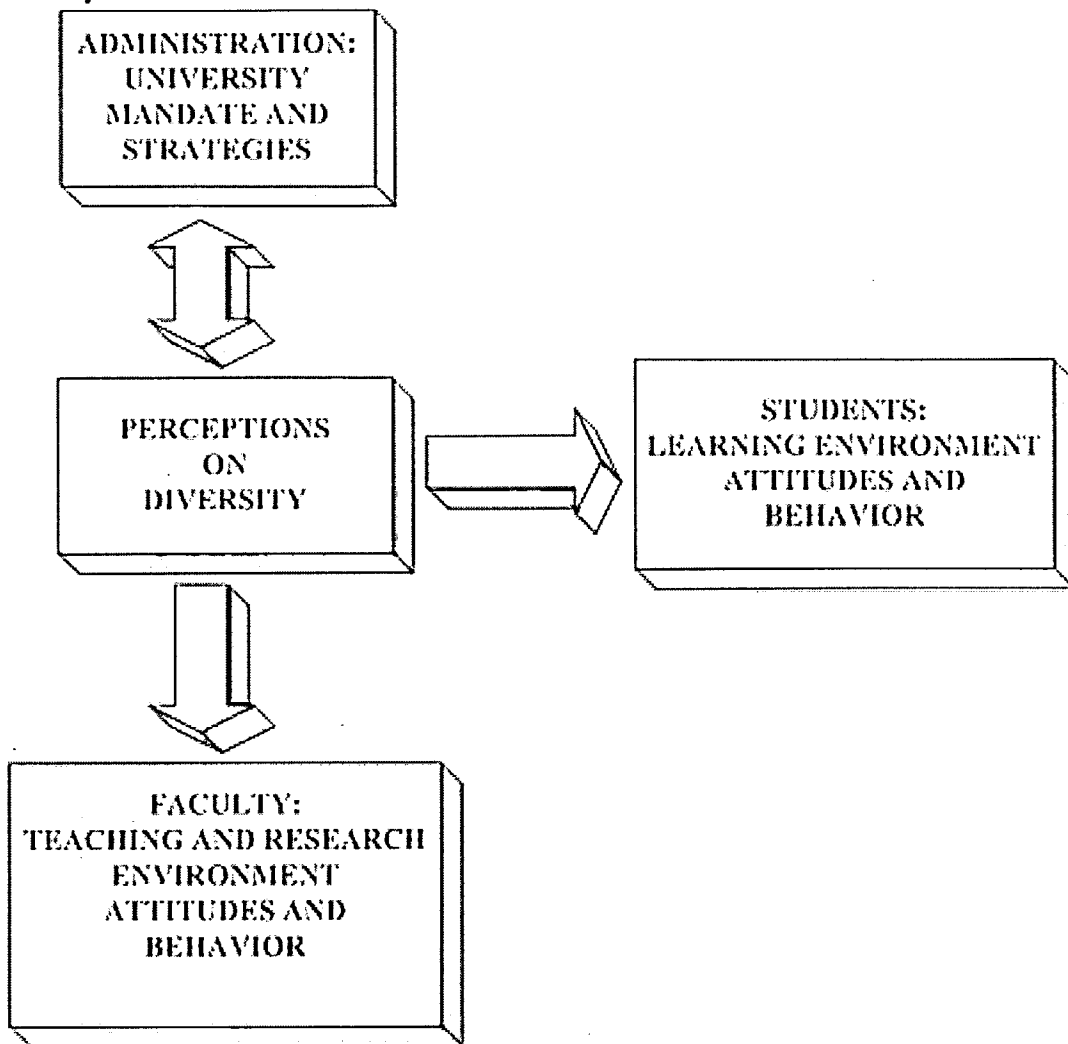 ADMINISTRATION:
UNIVERSITY
MANDATE AND
STRATEGIES
PERCEPTIONS
ON
DIVERSITY
STUDENTS:
LEARNING ENVIRONMENT
ATTITUDES AND
BEHAVIOR
FACULTY:
TEACHING AND RESEARCH
ENVIRONMENT
ATTITUDES AND
BEHAVIOR